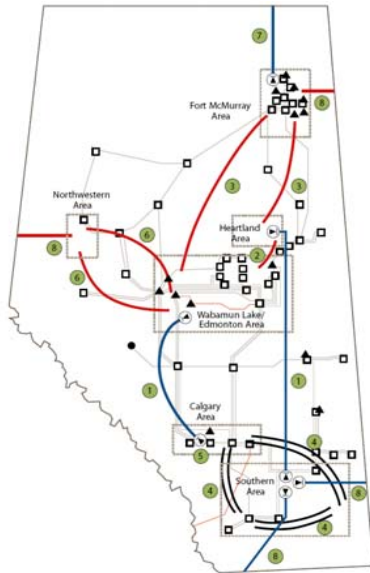 7
Fort McMurray
Area
8
3
3
Northwestern
Area
6
Heartland
Area
8
2
6
Wabamun Lake/
Edmonton Area
1
1
Calgary
Area
4
5
4
Southern
Area
8
4
8